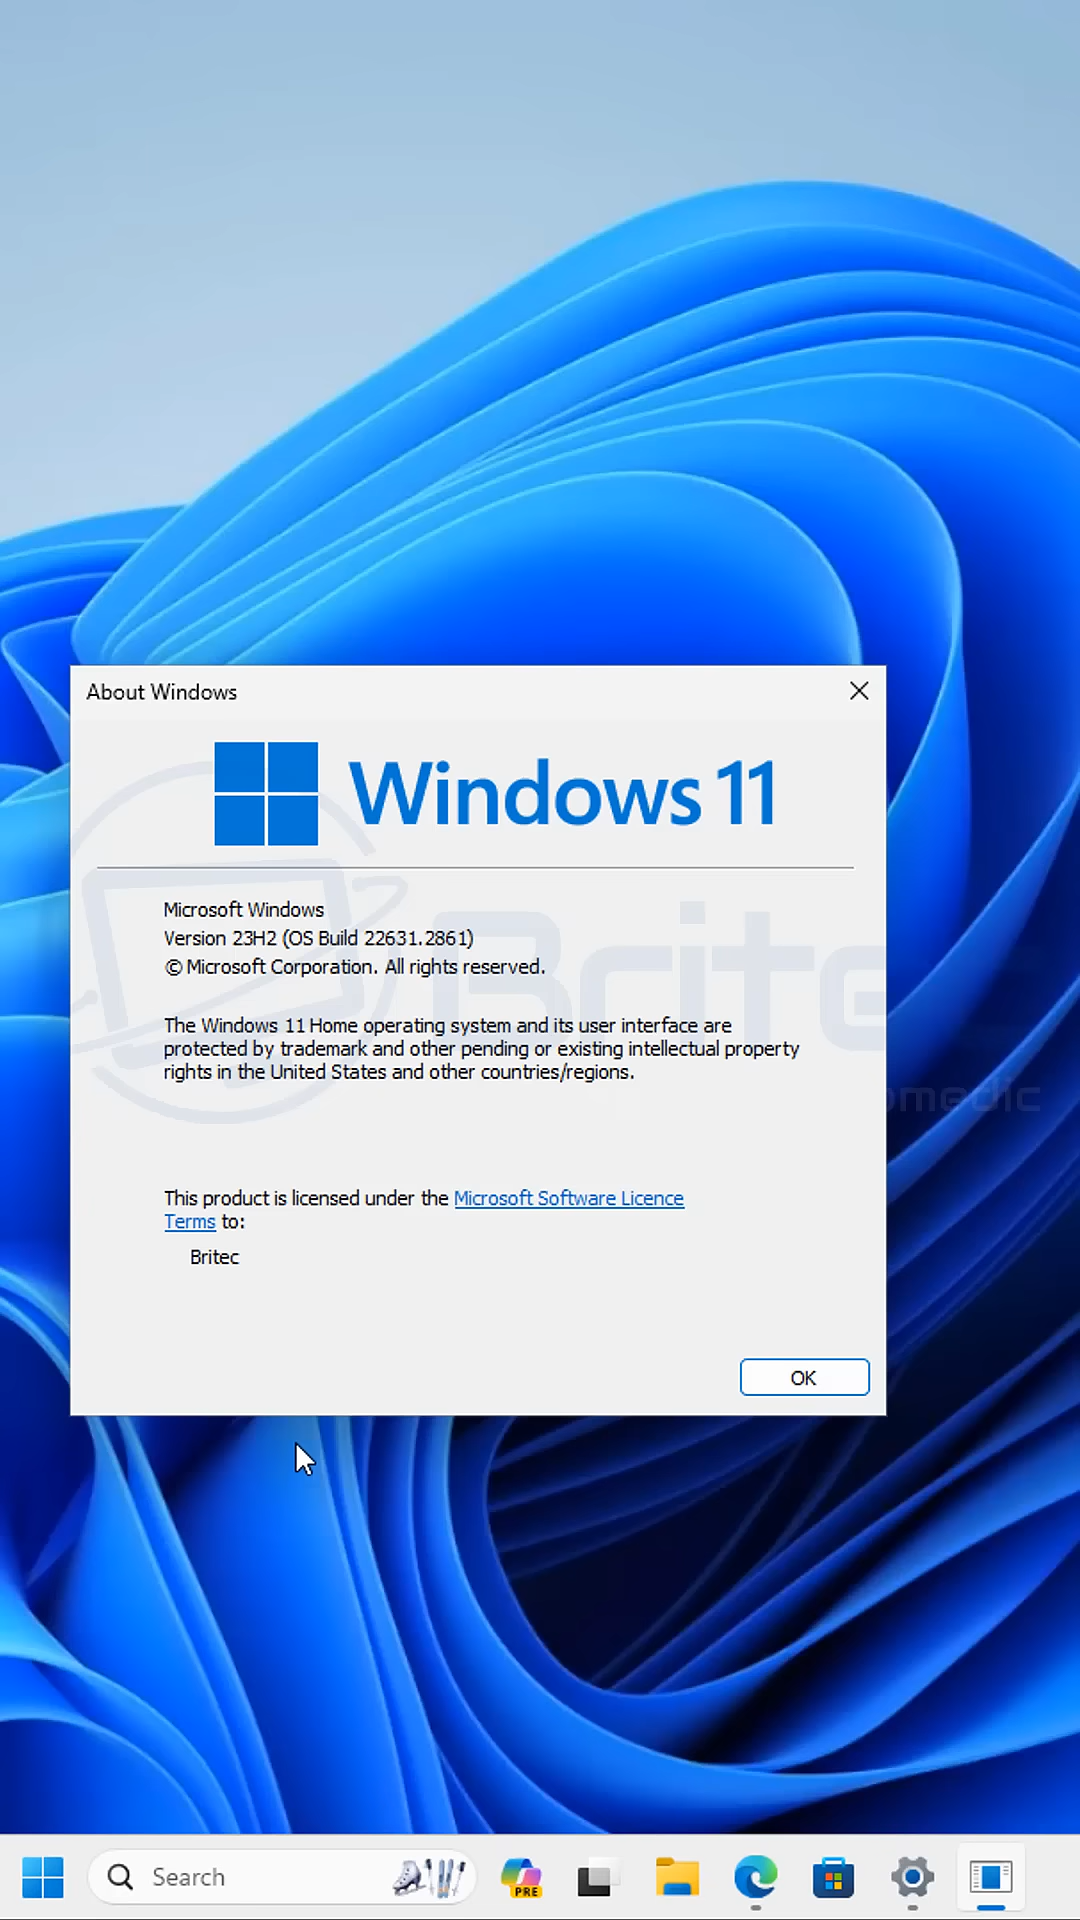 About Windows
Windows 11
Microsoft Windows
Version 23H2 (OS Build 22631.2861)
© Microsoft Corporation. All rights reserved.
The Windows 11 Home operating system and its user interface are
protected by trademark and other pending or existing intellectual property
rights in the United States and other countries/regions.
This product is licensed under the Microsoft Software Licence
Terms to:
Britec
OK
Search
PRE